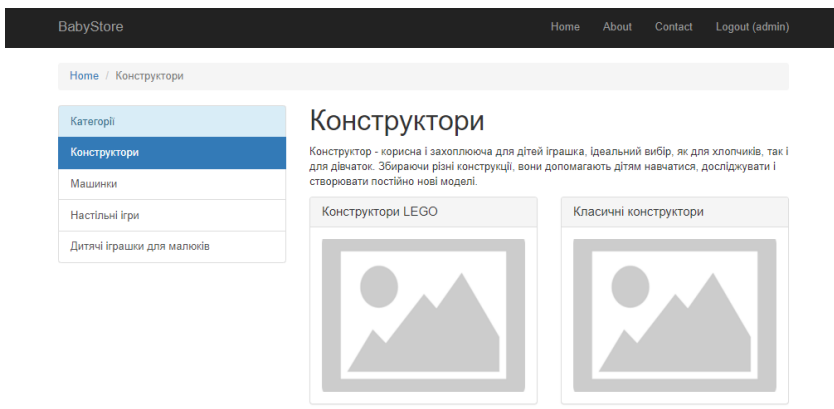 BabyStore Home About Contact Logout (admin)
Home / Конструктори
Категорії
Конструктори
Машинки
Настільні ігри
Дитячі іграшки для малюків
Конструктори
Конструктор - корисна і захоплююча для дітей іграшка, ідеальний вибір, як для хлопчиків, так і
для дівчаток. Збираючи різні конструкції, вони допомагають дітям навчатися, досліджувати і
створювати постійно нові моделі.
Конструктори LEGO
Класичні конструктори